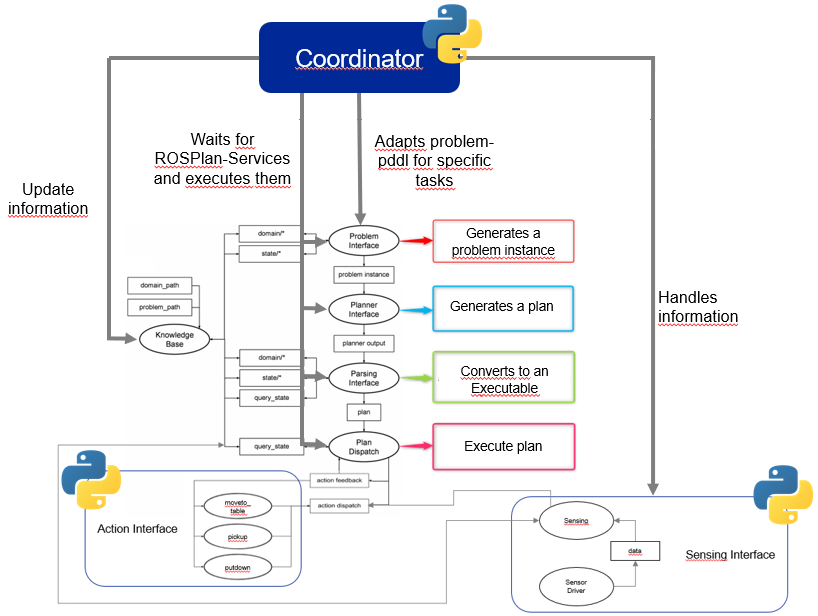 Coordinator
Waits for
ROSPlan-Services
and executes them
Adapts problem-
pddl for specific
tasks
Update
information
Handles
information
domain/*
state/*
Problem
Interface
Generates a
problem instance
problem instance
domain_path
problem_path
Knowledge
Base
Planner
Interface
Generates a plan
planner output
domain/*
state/*
query_state
Parsing
Interface
Converts to an
Executable
plan
query_state
Plan
Dispatch
Execute plan
action feedback
action dispatch
Action Interface
moveto_
table
pickup
putdown
Sensing
data
Sensing Interface
Sensor
Driver